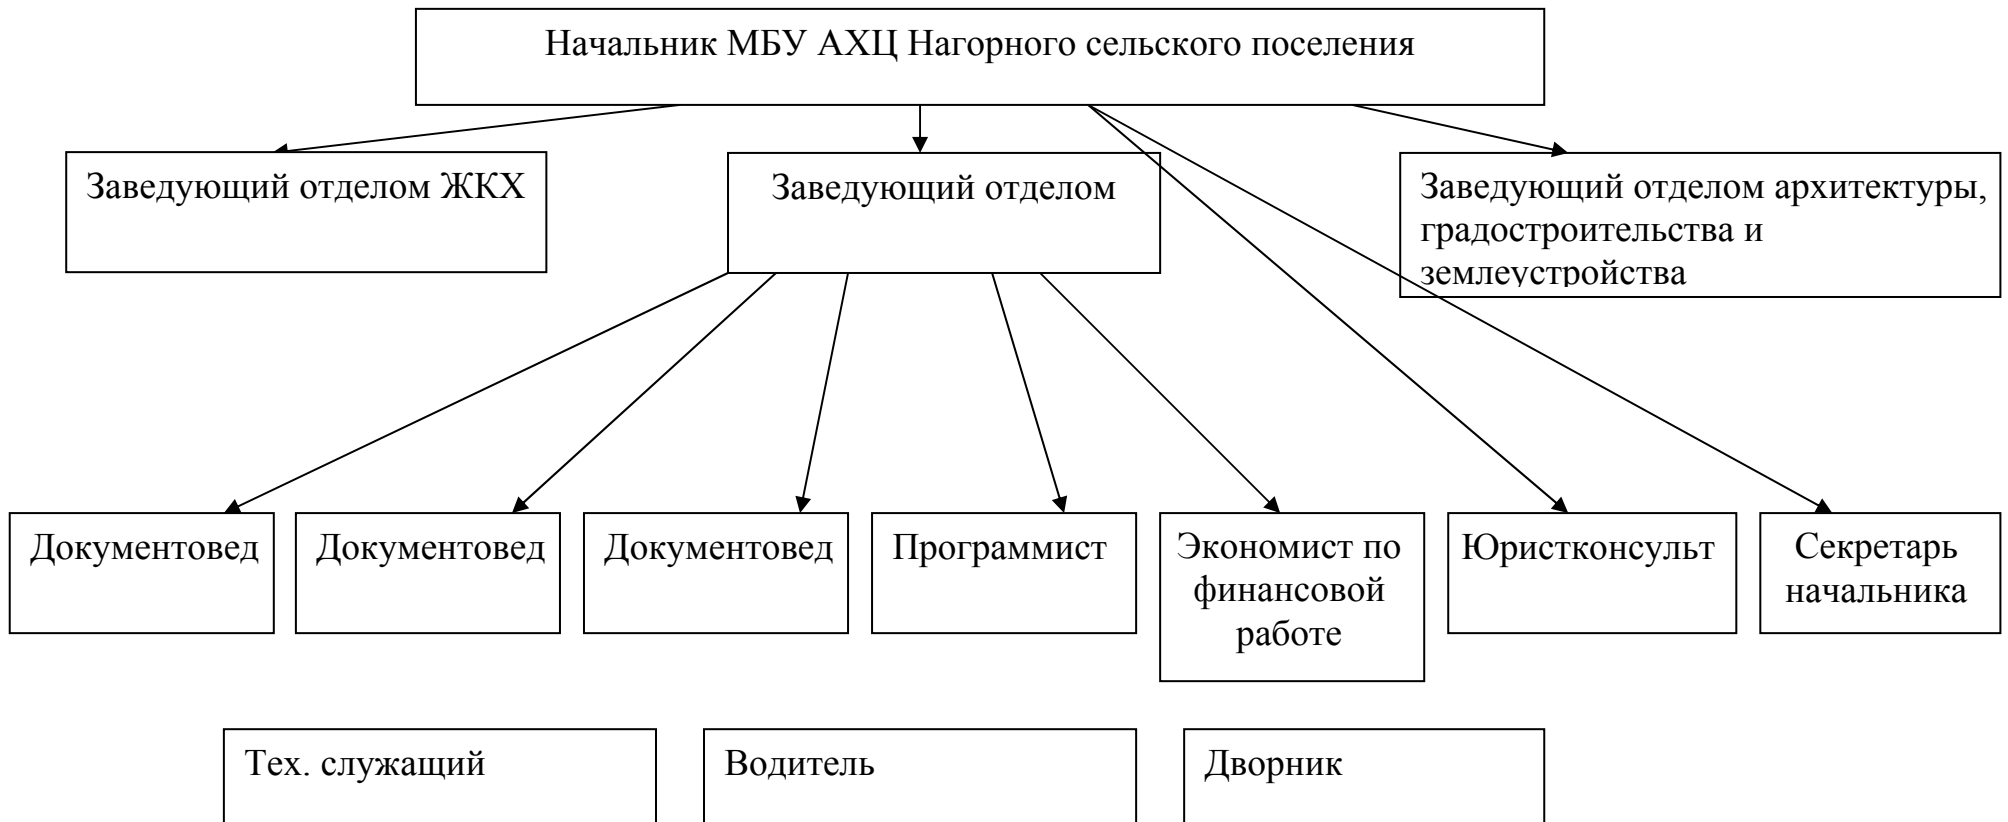 Начальник МБУ АХЦ Нагорного сельского поселения
Заведующий отделом ЖКХ
Заведующий отделом
Заведующий отделом архитектуры,
градостроительства и
землеустройства
Документовед
Документовед
Документовед
Программист
Экономист по
финансовой
работе
Юристконсульт
Секретарь
начальника
Тех. служащий
Водитель
Дворник